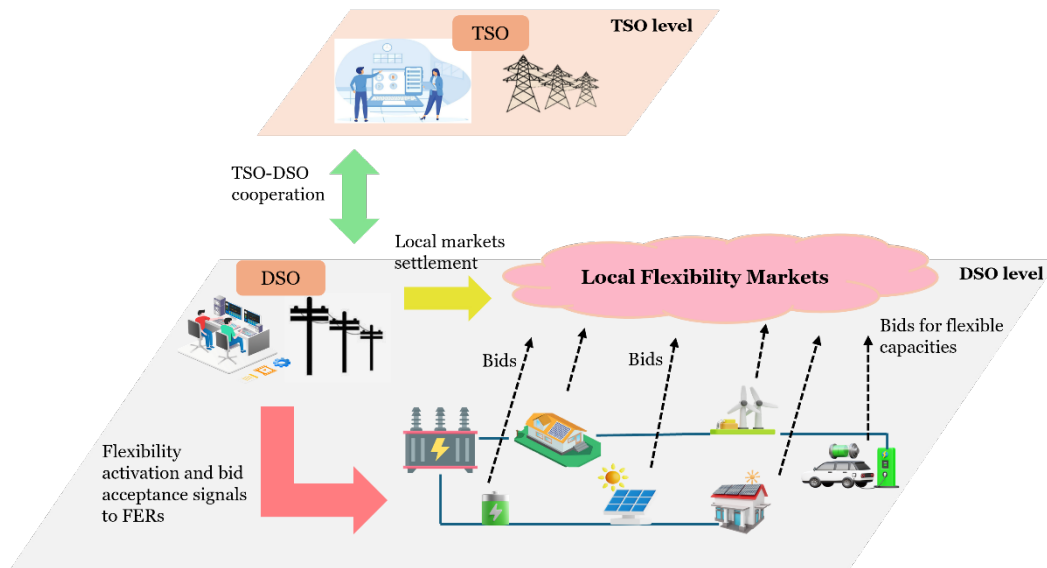 TSO level
TSO
TSO-DSO
cooperation
Local markets
settlement
DSO
Local Flexibility Markets
DSO level
Bids for flexible
capacities
Bids
Bids
Flexibility
activation and bid
acceptance signals
to FERs